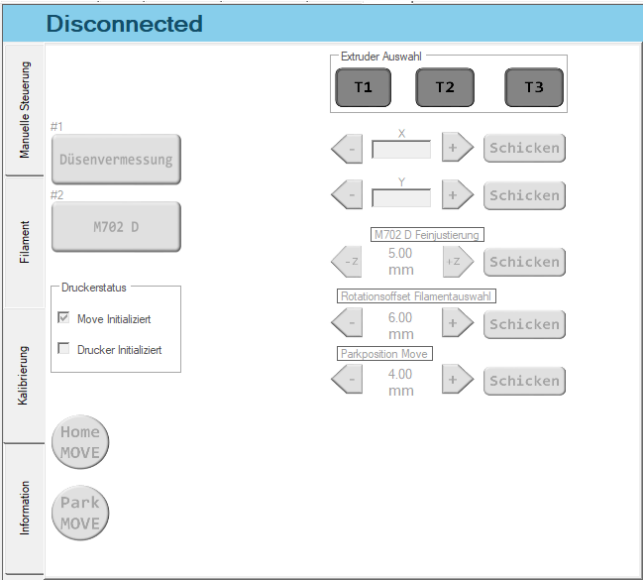 Disconnected
Manuelle Steuerung
Filament
Kalibrierung
Information
#1
Düsenvermessung
#2
M702 D
Druckerstatus
Move Initializiert
Drucker Initializiert
Home
MOVE
Park
MOVE
Extruder Auswahl
T1
T2
T3
X
- + Schicken
Y
- + Schicken
M702 D Feinjustierung
-Z 5.00 mm +Z Schicken
Rotationsoffset Filamentauswahl
- 6.00 mm + Schicken
Parkposition Move
- 4.00 mm + Schicken